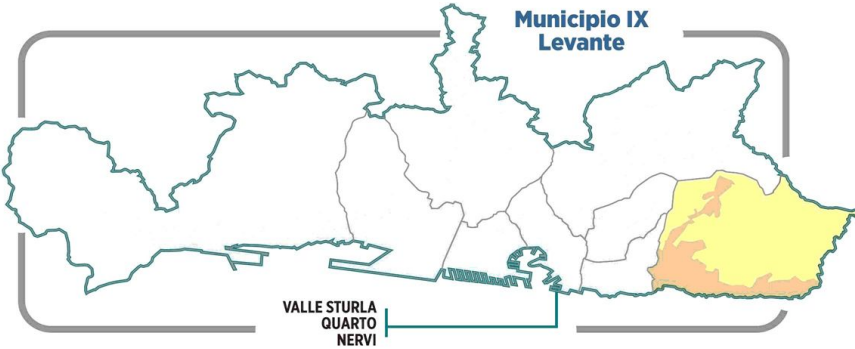 Municipio IX
Levante
VALLE STURLA
QUARTO
NERVI